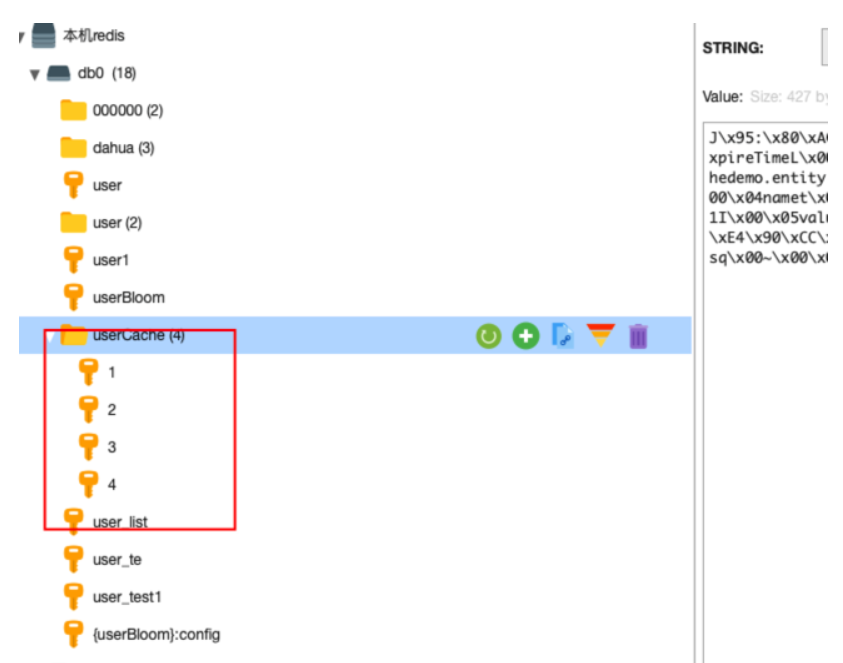 本机redis
db0 (18)
000000 (2)
dahua (3)
user
user (2)
user1
userBloom
userCache (4)
1
2
3
4
user_list
user_te
user_test1
{userBloom}:config
STRING:
Value: Size: 427 by
J\x95:\x80\xA
xpireTimeL\x0
hedemo.entity
00\x04namet\x
1I\x00\x05val
\xE4\x90\xCC\
sq\x00~\x00\x